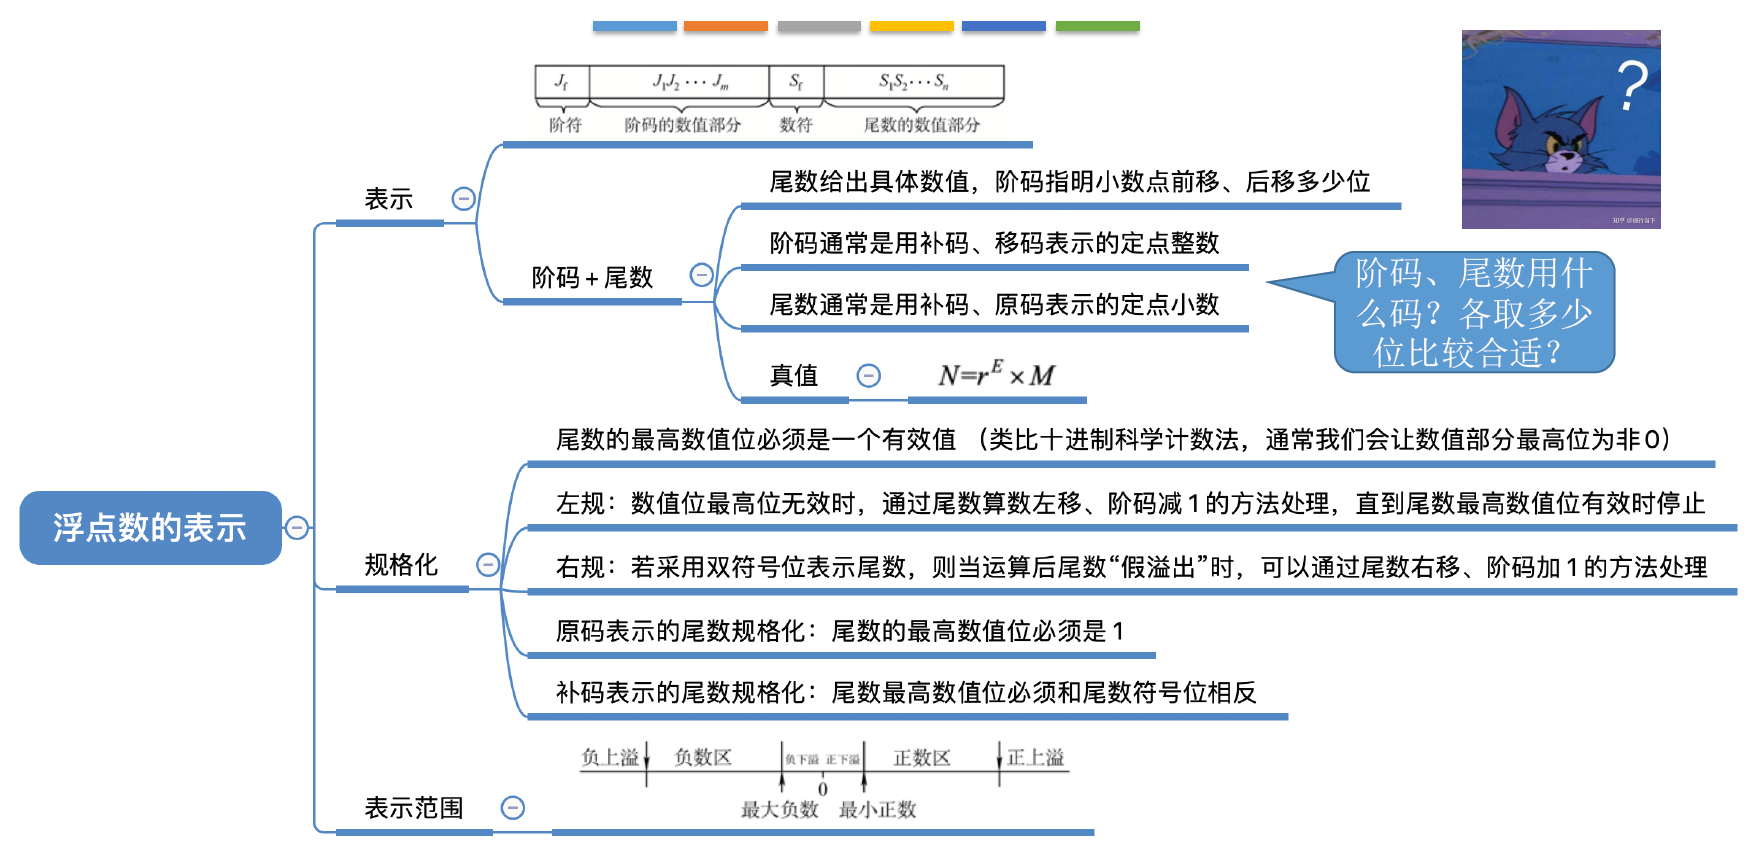 J_f J_1J_2 ··· J_m S_f S_1S_2 ··· S_n
阶符 阶码的数值部分 数符 尾数的数值部分
?
表示
尾数给出具体数值，阶码指明小数点前移、后移多少位
阶码通常是用补码、移码表示的定点整数
阶码 + 尾数
尾数通常是用补码、原码表示的定点小数
真值
N=r^E × M
阶码、尾数用什
么码？各取多少
位比较合适？
浮点数的表示
规格化
尾数的最高数值位必须是一个有效值 （类比十进制科学计数法，通常我们会让数值部分最高位为非 0）
左规：数值位最高位无效时，通过尾数算数左移、阶码减 1 的方法处理，直到尾数最高数值位有效时停止
右规：若采用双符号位表示尾数，则当运算后尾数“假溢出”时，可以通过尾数右移、阶码加 1 的方法处理
原码表示的尾数规格化：尾数的最高数值位必须是 1
补码表示的尾数规格化：尾数最高数值位必须和尾数符号位相反
表示范围
负上溢 负数区 负下溢 正下溢 正数区 正上溢
0
最大负数 最小正数